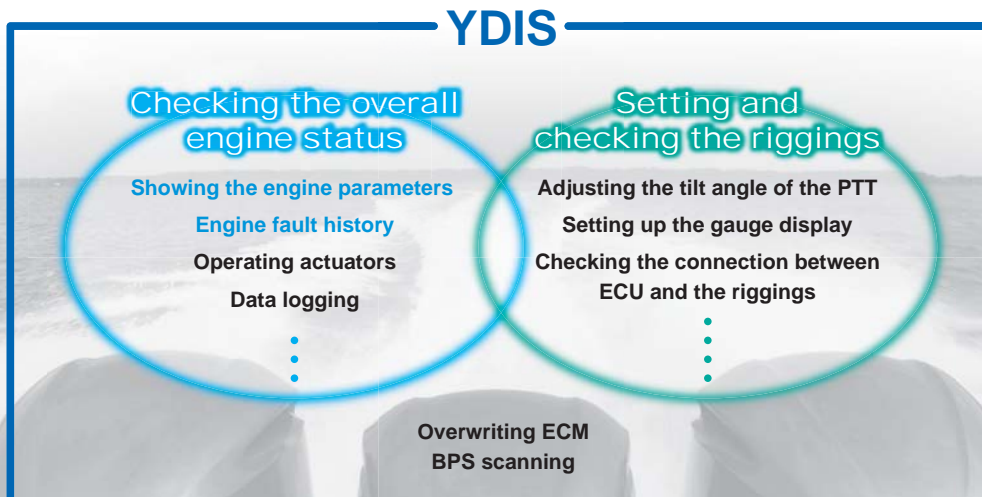 YDIS
Checking the overall
engine status
Showing the engine parameters
Engine fault history
Operating actuators
Data logging
Setting and
checking the riggings
Adjusting the tilt angle of the PTT
Setting up the gauge display
Checking the connection between
ECU and the riggings
Overwriting ECM
BPS scanning